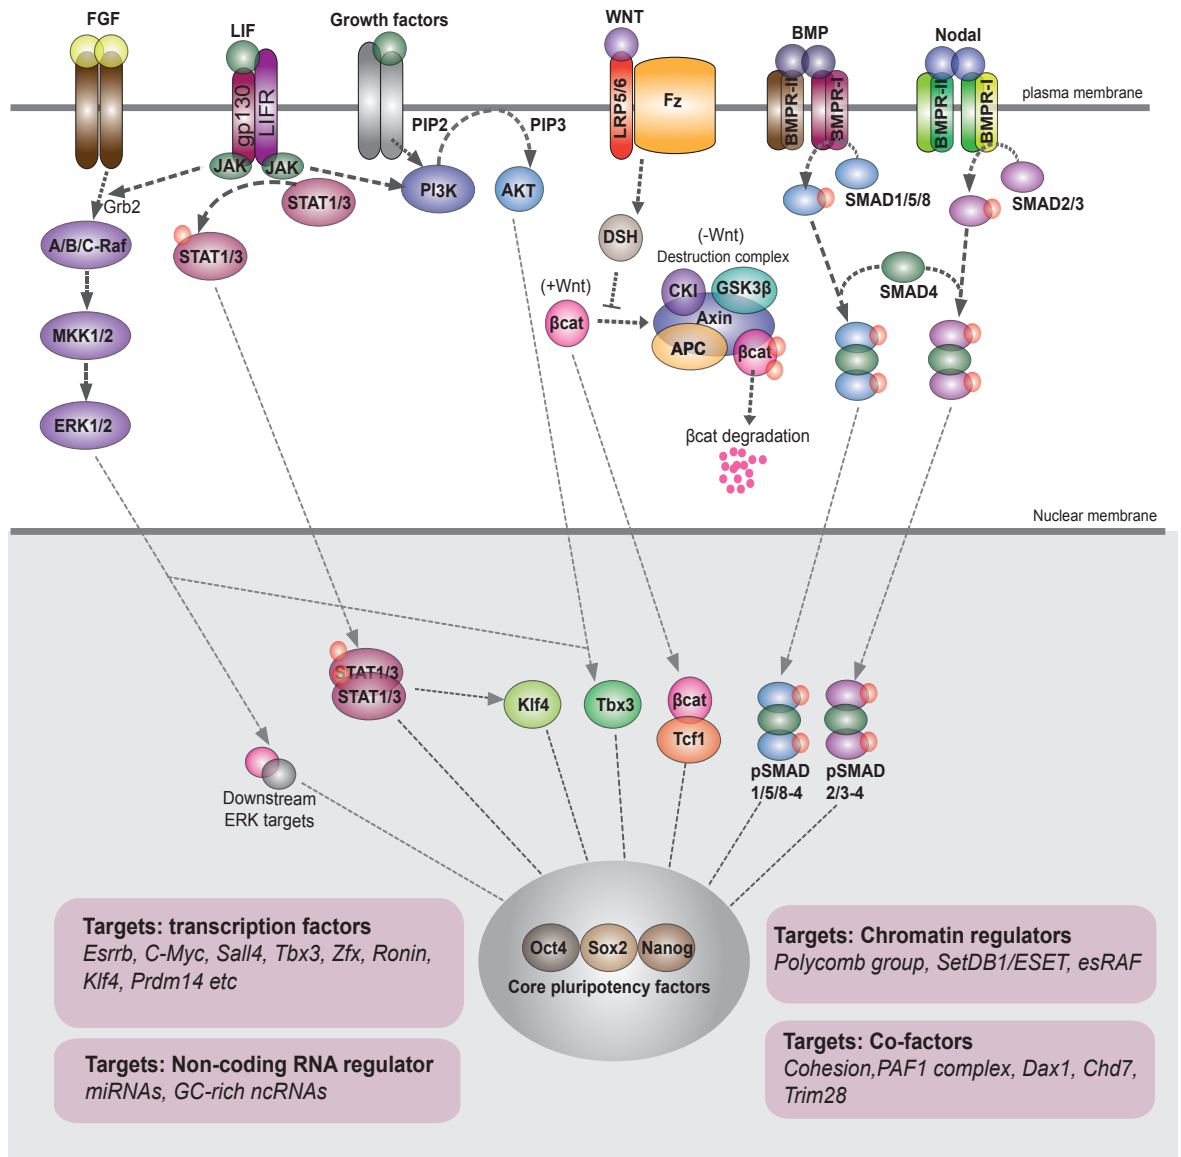 FGF
LIF
Growth factors
WNT
BMP
Nodal
gp130
LIFR
LRP5/6
Fz
BMPR-II
BMPR-I
BMPR-II
BMPR-I
plasma membrane
PIP2
PIP3
JAK
JAK
Grb2
STAT1/3
PI3K
AKT
SMAD1/5/8
SMAD2/3
A/B/C-Raf
STAT1/3
DSH
(-Wnt)
Destruction complex
(+Wnt)
CKI
GSK3β
SMAD4
βcat
Axin
MKK1/2
APC
βcat
ERK1/2
βcat degradation
Nuclear membrane
STAT1/3
STAT1/3
Klf4
Tbx3
βcat
Tcf1
pSMAD
1/5/8-4
pSMAD
2/3-4
Downstream
ERK targets
Oct4
Sox2
Nanog
Core pluripotency factors
Targets: transcription factors
Esrrb, C-Myc, Sall4, Tbx3, Zfx, Ronin,
Klf4, Prdm14 etc
Targets: Non-coding RNA regulator
miRNAs, GC-rich ncRNAs
Targets: Chromatin regulators
Polycomb group, SetDB1/ESET, esRAF
Targets: Co-factors
Cohesion,PAF1 complex, Dax1, Chd7,
Trim28